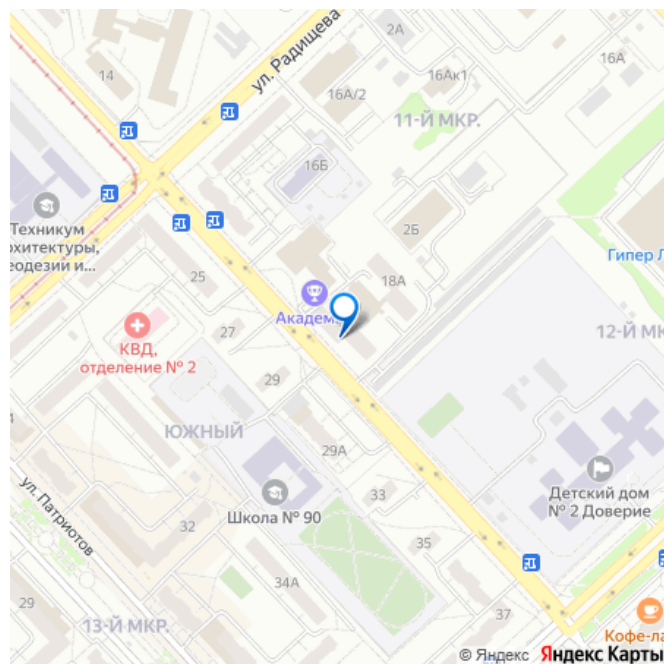 2А
14
ул. Радищева
16Ак1
16А
16А/2
11-Й МКР.
16Б
Техникум
рхитектуры,
еодезии и...
2Б
Гипер Л
25
18А
Академ
27
12-Й МК
КВД,
отделение № 2
29
ЮЖНЫЙ
29А
ул. Патриотов
33
Детский дом
№ 2 Доверие
Школа № 90
32
35
34А
29
37
13-Й МКР.
Кофе-ла
© Яндекс Яндекс Карты